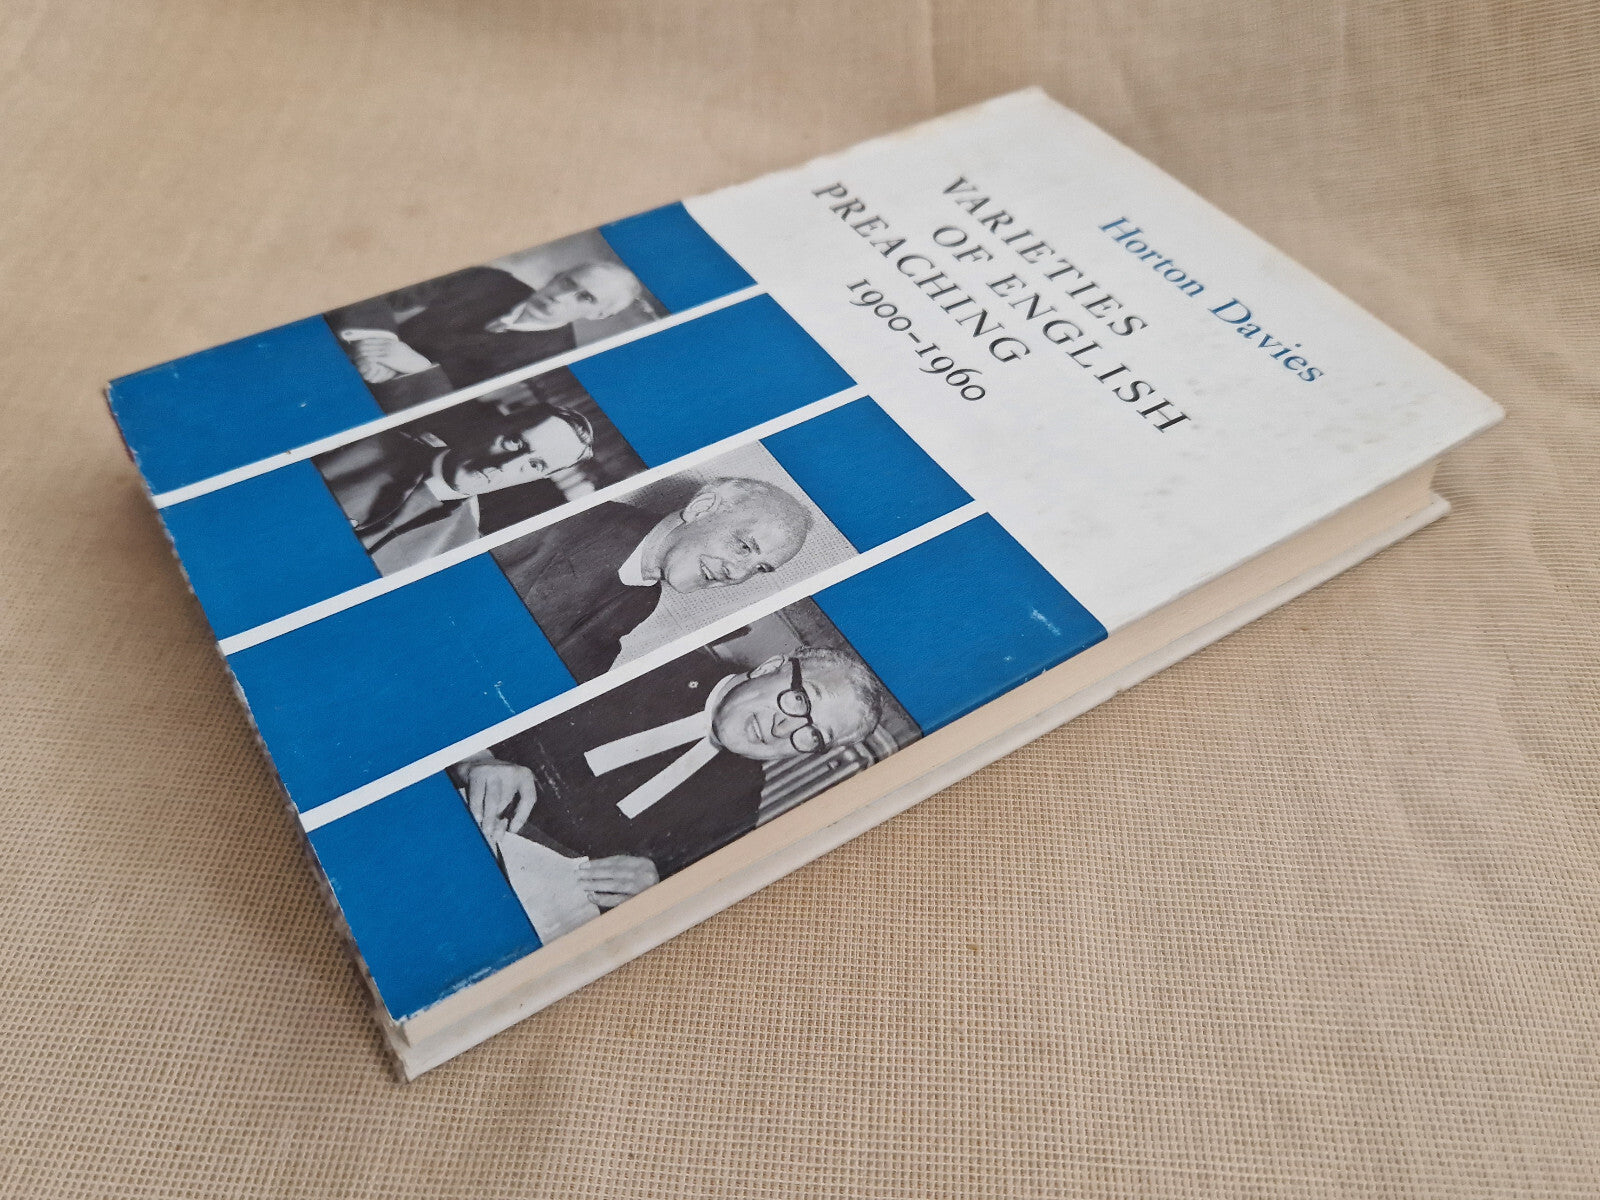 Horton Davies
VARIETIES
OF ENGLISH
PREACHING
1900-1960